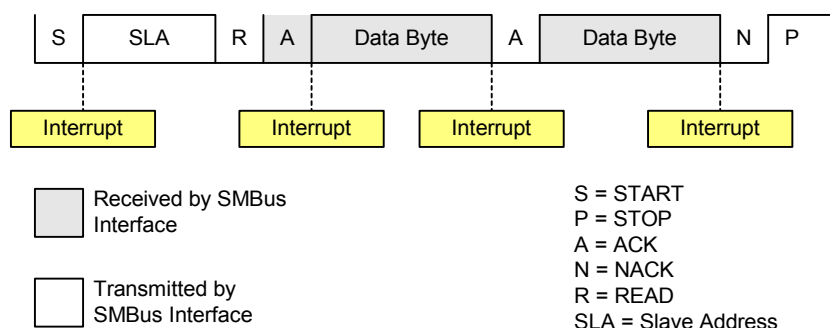 S SLA R A Data Byte A Data Byte N P
Interrupt Interrupt Interrupt Interrupt
Received by SMBus
Interface
Transmitted by
SMBus Interface
S = START
P = STOP
A = ACK
N = NACK
R = READ
SLA = Slave Address